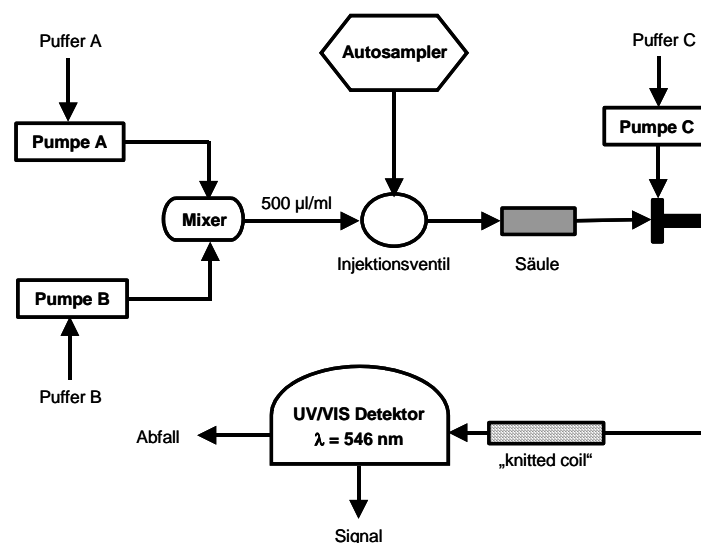 Puffer A
Autosampler
Puffer C
Pumpe A
Pumpe C
Mixer
500 µl/ml
Injektionsventil
Säule
Pumpe B
Puffer B
UV/VIS Detektor
λ = 546 nm
Abfall
„knitted coil“
Signal